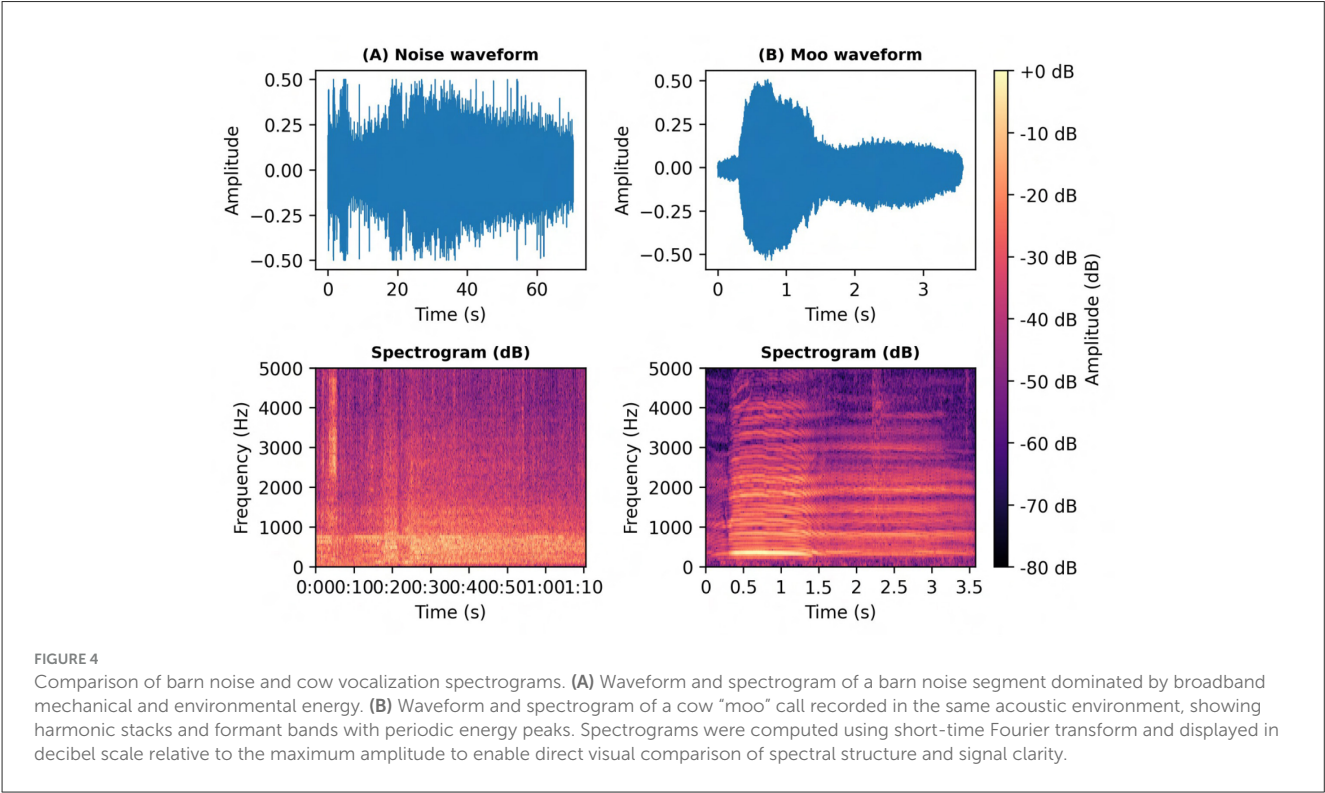 (A) Noise waveform
0.50
0.25
0.00
−0.25
−0.50
Amplitude
0 20 40 60
Time (s)
(B) Moo waveform
0.50
0.25
0.00
−0.25
−0.50
Amplitude
0 1 2 3
Time (s)
+0 dB
-10 dB
-20 dB
-30 dB
-40 dB
-50 dB
-60 dB
-70 dB
-80 dB
Amplitude (dB)
Spectrogram (dB)
5000
4000
3000
2000
1000
0
Frequency (Hz)
0:000:100:200:300:400:501:001:10
Time (s)
Spectrogram (dB)
5000
4000
3000
2000
1000
0
Frequency (Hz)
0 0.5 1 1.5 2 2.5 3 3.5
Time (s)
FIGURE 4
Comparison of barn noise and cow vocalization spectrograms. (A) Waveform and spectrogram of a barn noise segment dominated by broadband
mechanical and environmental energy. (B) Waveform and spectrogram of a cow “moo” call recorded in the same acoustic environment, showing
harmonic stacks and formant bands with periodic energy peaks. Spectrograms were computed using short-time Fourier transform and displayed in
decibel scale relative to the maximum amplitude to enable direct visual comparison of spectral structure and signal clarity.